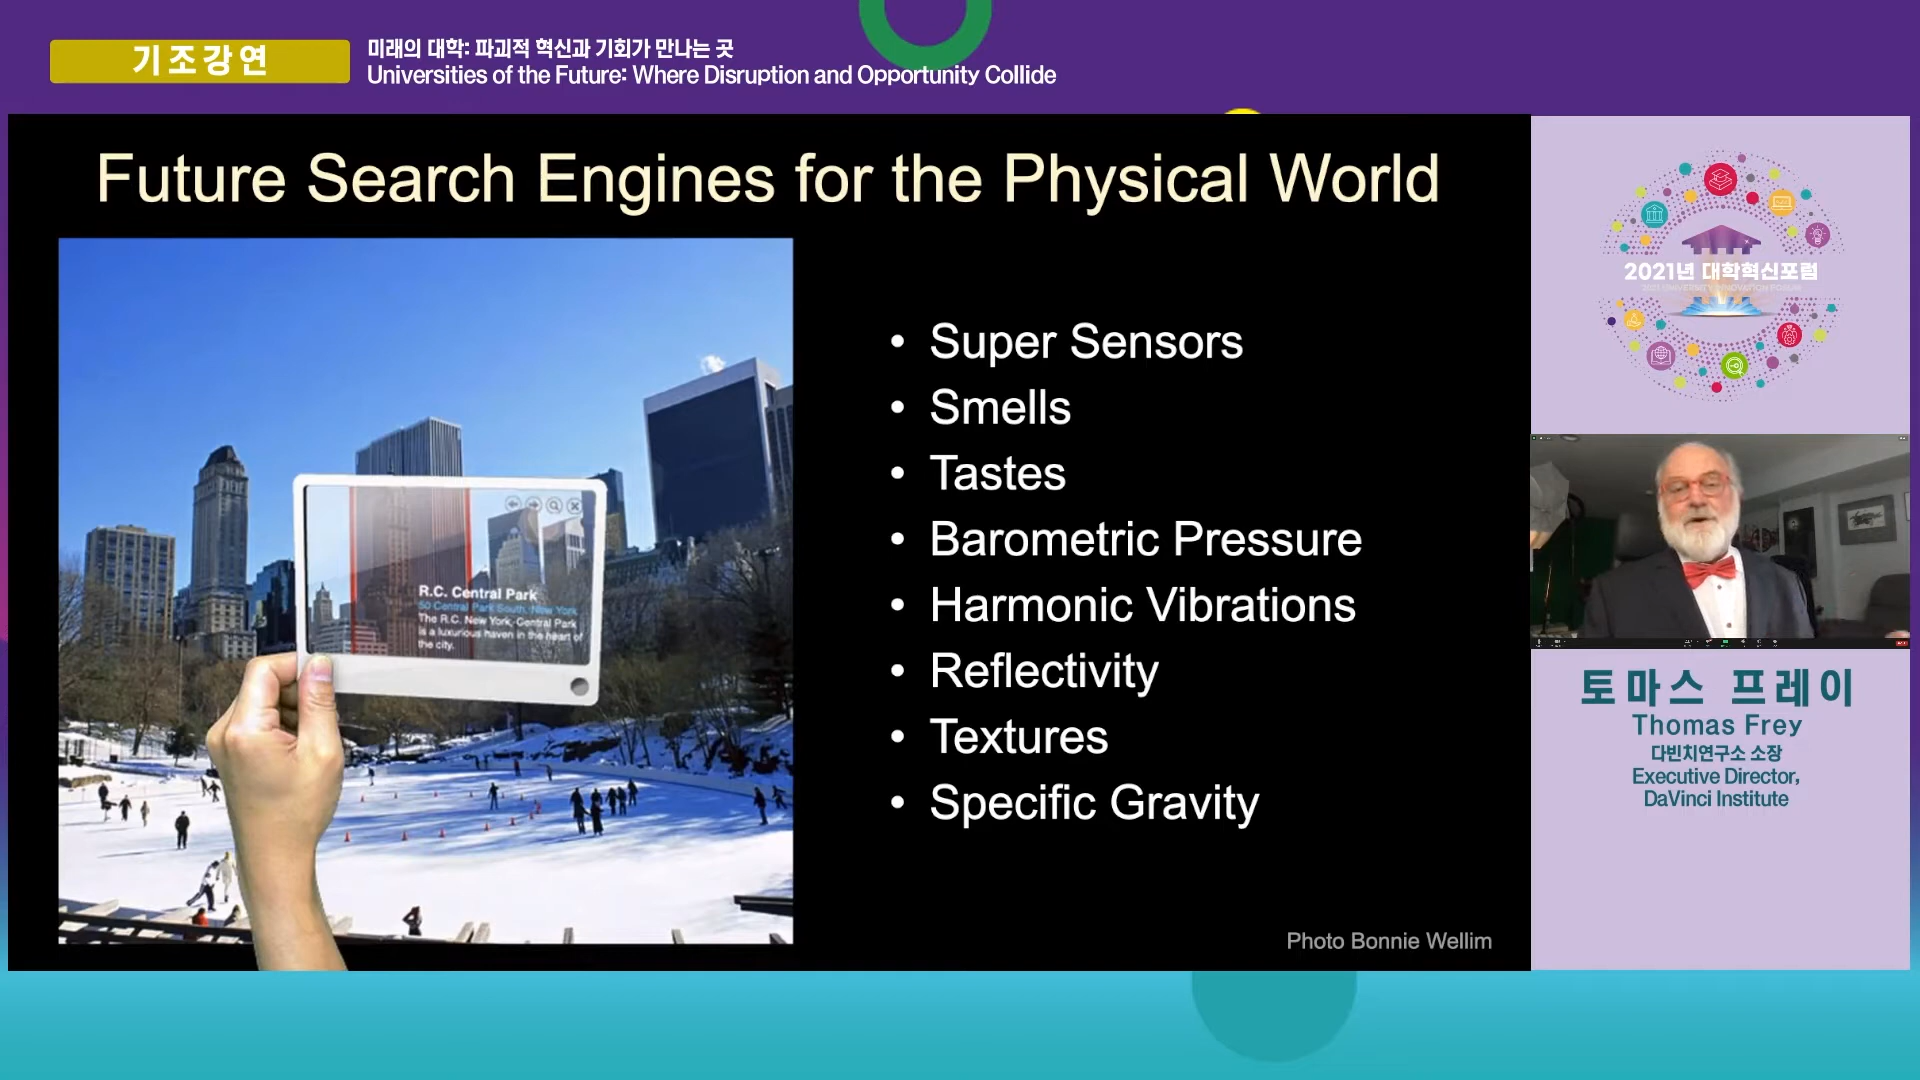 기조강연
미래의 대학: 파괴적 혁신과 기회가 만나는 곳
Universities of the Future: Where Disruption and Opportunity Collide
Future Search Engines for the Physical World
R.C. Central Park
50 Central Park South, New York
The R.C. New York, Central Park
is a luxurious haven in the heart of
the city.
• Super Sensors
• Smells
• Tastes
• Barometric Pressure
• Harmonic Vibrations
• Reflectivity
• Textures
• Specific Gravity
Photo Bonnie Wellim
2021년 대학혁신포럼
2021 UNIVERSITY INNOVATION FORUM
토마스 프레이
Thomas Frey
다빈치연구소 소장
Executive Director,
DaVinci Institute